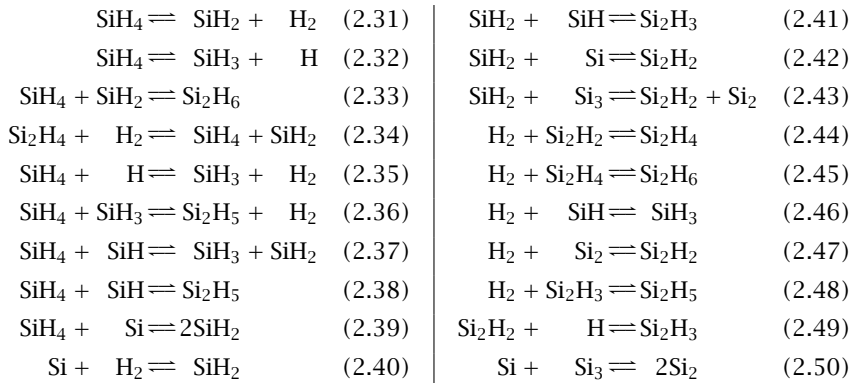 SiH₄ ⇌ SiH₂ + H₂ (2.31)
SiH₄ ⇌ SiH₃ + H (2.32)
SiH₄ + SiH₂ ⇌ Si₂H₆ (2.33)
Si₂H₄ + H₂ ⇌ SiH₄ + SiH₂ (2.34)
SiH₄ + H ⇌ SiH₃ + H₂ (2.35)
SiH₄ + SiH₃ ⇌ Si₂H₅ + H₂ (2.36)
SiH₄ + SiH ⇌ SiH₃ + SiH₂ (2.37)
SiH₄ + SiH ⇌ Si₂H₅ (2.38)
SiH₄ + Si ⇌ 2SiH₂ (2.39)
Si + H₂ ⇌ SiH₂ (2.40)
SiH₂ + SiH ⇌ Si₂H₃ (2.41)
SiH₂ + Si ⇌ Si₂H₂ (2.42)
SiH₂ + Si₃ ⇌ Si₂H₂ + Si₂ (2.43)
H₂ + Si₂H₂ ⇌ Si₂H₄ (2.44)
H₂ + Si₂H₄ ⇌ Si₂H₆ (2.45)
H₂ + SiH ⇌ SiH₃ (2.46)
H₂ + Si₂ ⇌ Si₂H₂ (2.47)
H₂ + Si₂H₃ ⇌ Si₂H₅ (2.48)
Si₂H₂ + H ⇌ Si₂H₃ (2.49)
Si + Si₃ ⇌ 2Si₂ (2.50)